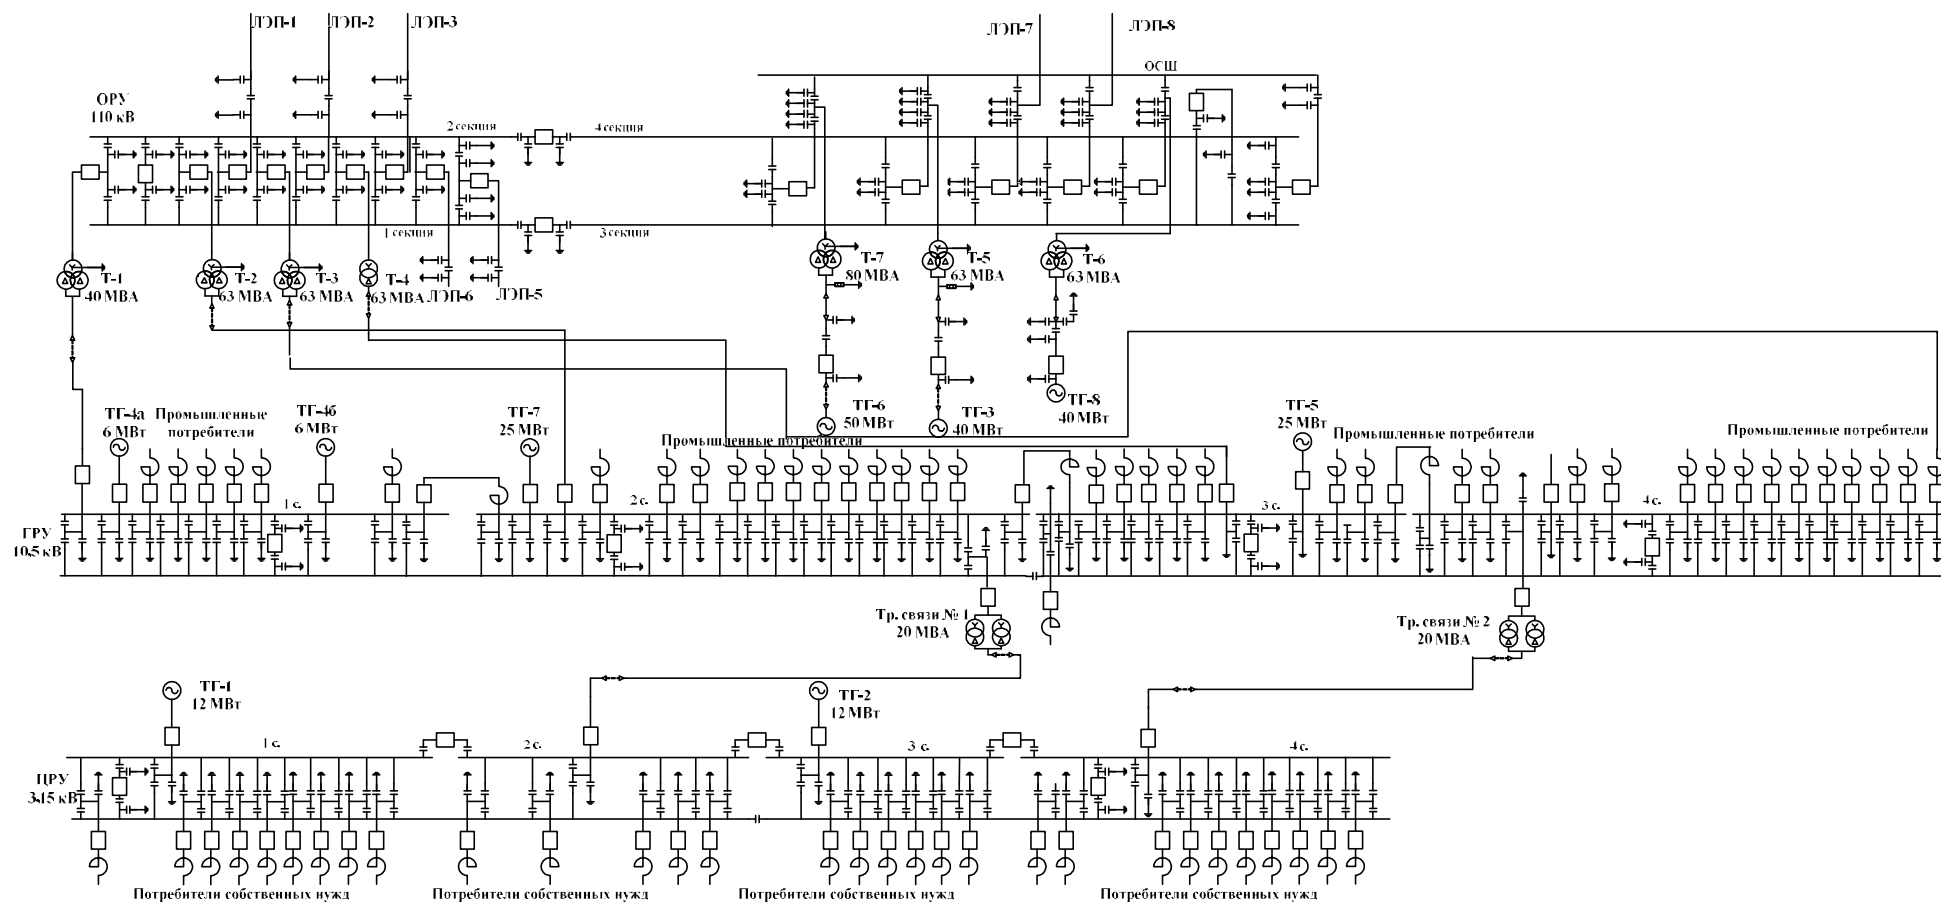 ЛЭП-1
ЛЭП-2
ЛЭП-3
ЛЭП-7
ЛЭП-8
ОСШ
ОРУ
110 кВ
2 секция
4 секция
1 секция
3 секция
Т-1
40 МВА
Т-2
63 МВА
Т-3
63 МВА
Т-4
63 МВА
ЛЭП-6
ЛЭП-5
Т-7
80 МВА
Т-5
63 МВА
Т-6
63 МВА
ТГ-4а
6 МВт
Промышленные
потребители
ТГ-4б
6 МВт
ТГ-7
25 МВт
ТГ-6
50 МВт
ТГ-3
40 МВт
ТГ-8
40 МВт
ТГ-5
25 МВт
Промышленные потребители
Промышленные потребители
Промышленные потребители
1 с.
2 с.
3 с.
4 с.
ГРУ
10,5 кВ
Тр. связи № 1
20 МВА
Тр. связи № 2
20 МВА
ТГ-1
12 МВт
ТГ-2
12 МВт
1 с.
2 с.
3 с.
4 с.
ЦРУ
3,15 кВ
Потребители собственных нужд
Потребители собственных нужд
Потребители собственных нужд
Потребители собственных нужд